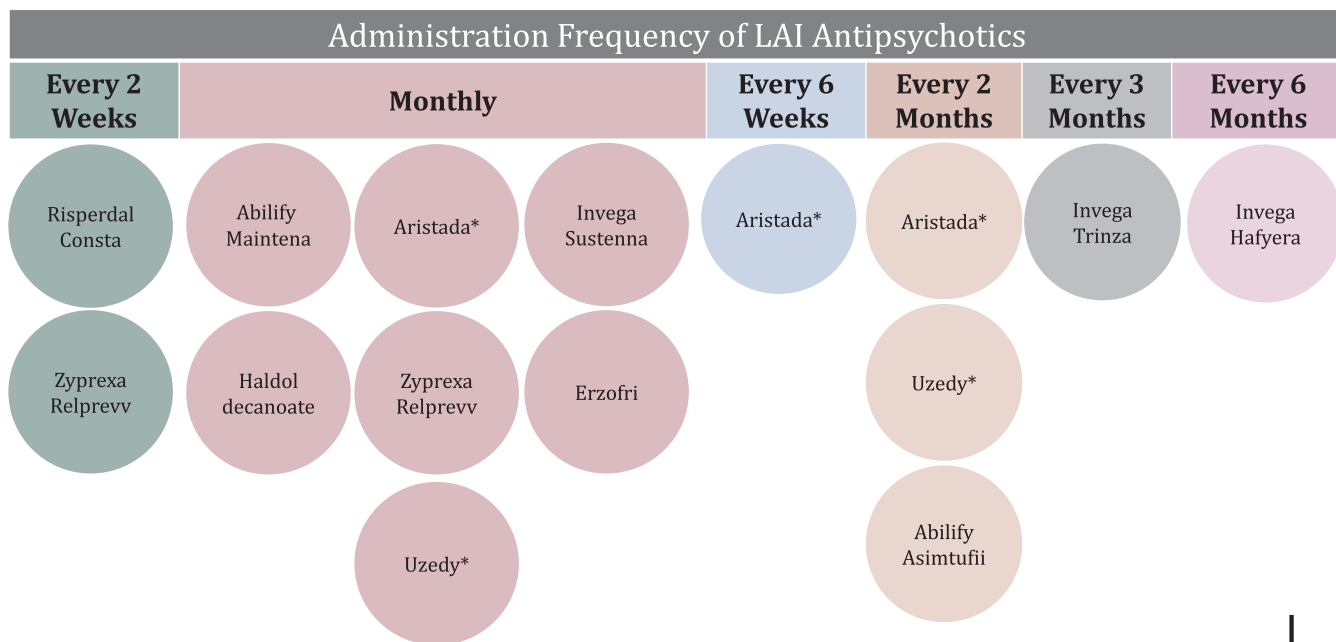 Administration Frequency of LAI Antipsychotics
Every 2
Weeks
Monthly
Every 6
Weeks
Every 2
Months
Every 3
Months
Every 6
Months
Risperdal
Consta
Abilify
Maintena
Aristada*
Invega
Sustenna
Aristada*
Aristada*
Invega
Trinza
Invega
Hafyera
Zyprexa
Relprevv
Haldol
decanoate
Zyprexa
Relprevv
Erzofri
Uzedy*
Uzedy*
Abilify
Asimtufii